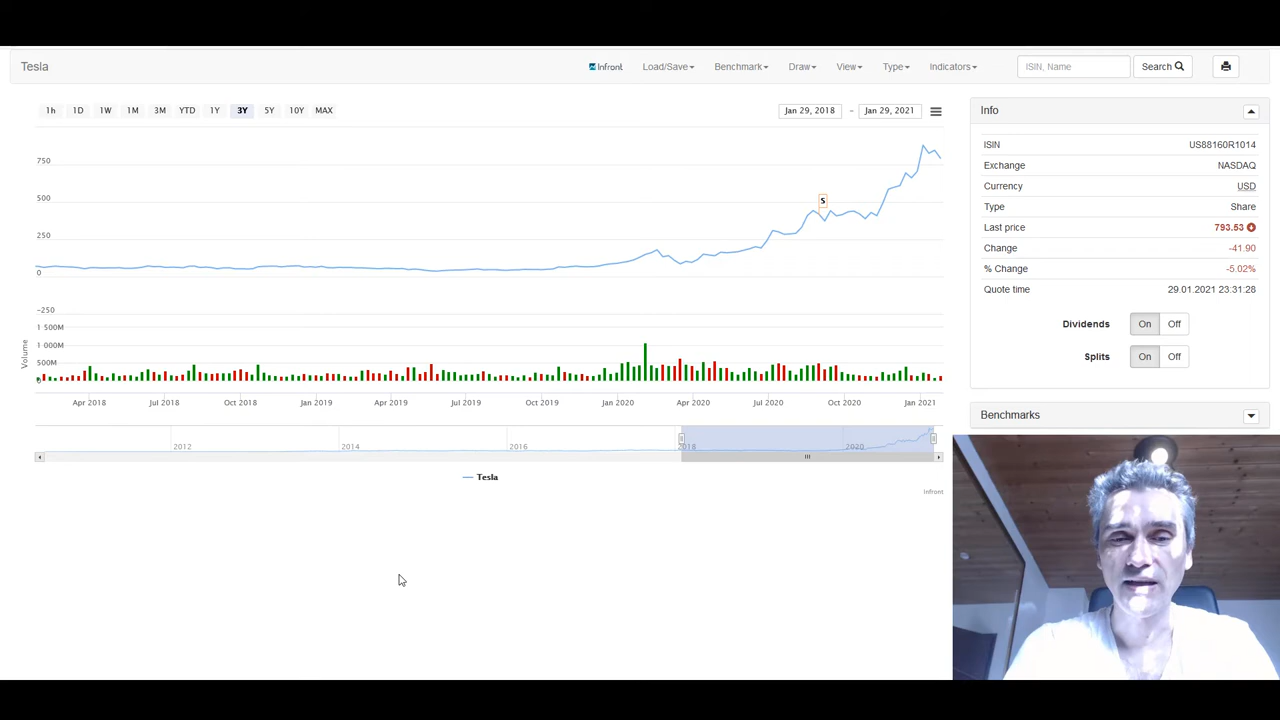 Tesla
Infront
Load/Save
Benchmark
Draw
View
Type
Indicators
ISIN, Name
Search
1h 1D 1W 1M 3M YTD 1Y 3Y 5Y 10Y MAX
Jan 29, 2018 – Jan 29, 2021
750
500
250
0
-250
S
1 500M
1 000M
500M
0
Volume
Apr 2018 Jul 2018 Oct 2018 Jan 2019 Apr 2019 Jul 2019 Oct 2019 Jan 2020 Apr 2020 Jul 2020 Oct 2020 Jan 2021
2012 2014 2016 2018 2020
Tesla
Infront
Info
ISIN US88160R1014
Exchange NASDAQ
Currency USD
Type Share
Last price 793.53
Change -41.90
% Change -5.02%
Quote time 29.01.2021 23:31:28
Dividends On Off
Splits On Off
Benchmarks